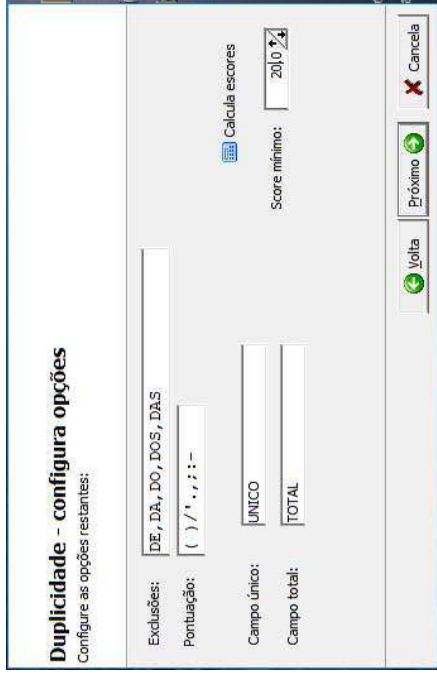 Duplicidade - configura opções
Configure as opções restantes:
Exclusões: DE,DA,DO,DOS,DAS
Pontuação: ()/'.,;:-
Calcula escores
Campo único: UNICO
Score mínimo: 20,0
Campo total: TOTAL
Volta Próximo Cancela